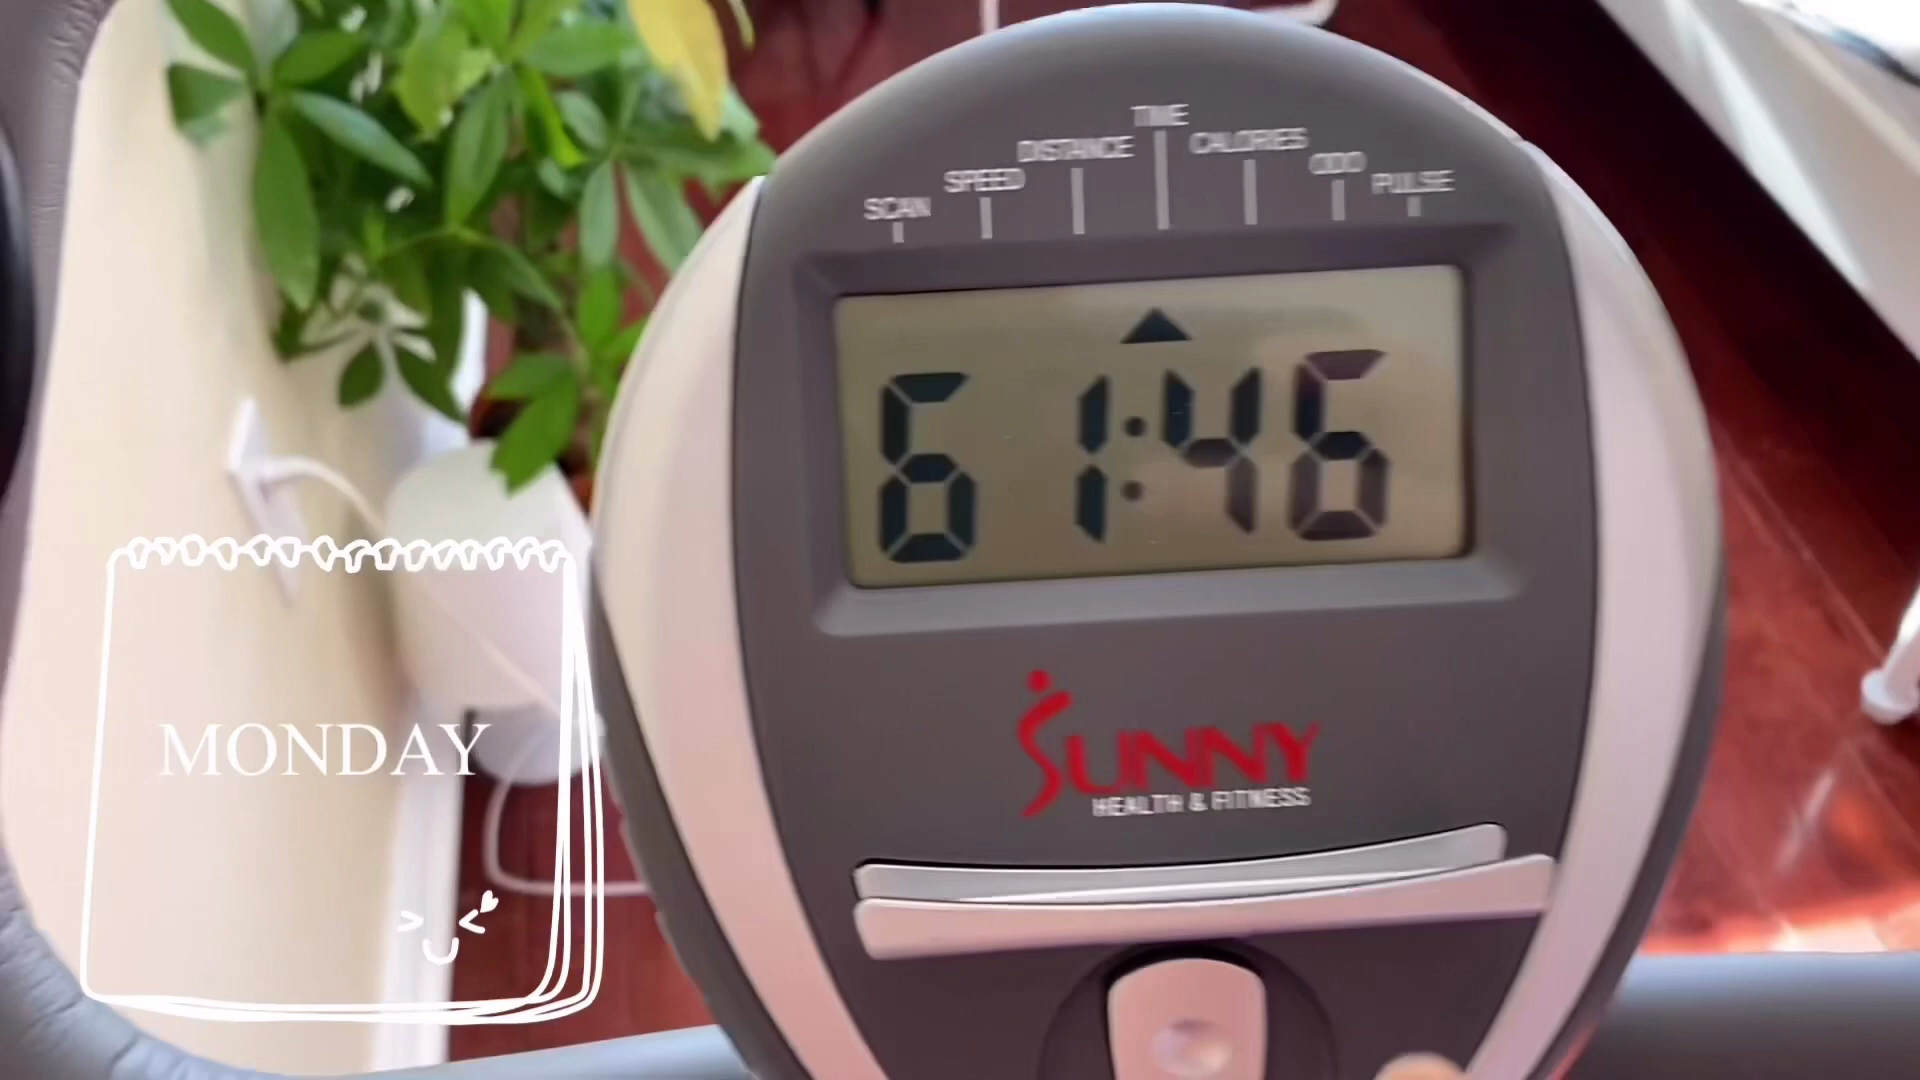 TIME
DISTANCE
CALORIES
SPEED
ODO
SCAN
PULSE
61:46
SUNNY
HEALTH & FITNESS
MONDAY